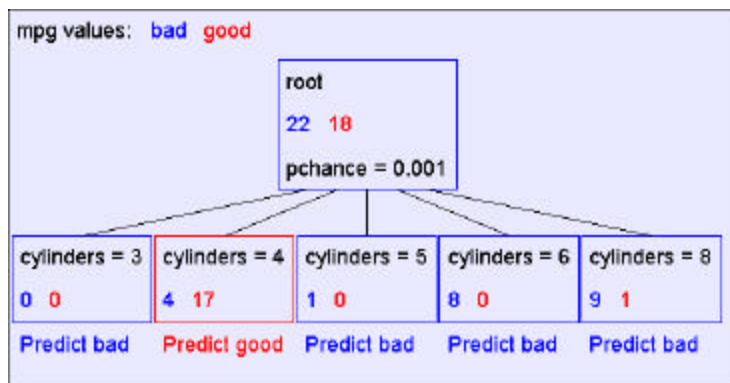 mpg values: bad good
root
22 18
pchance = 0.001
cylinders = 3 cylinders = 4 cylinders = 5 cylinders = 6 cylinders = 8
0 0 4 17 1 0 8 0 9 1
Predict bad Predict good Predict bad Predict bad Predict bad